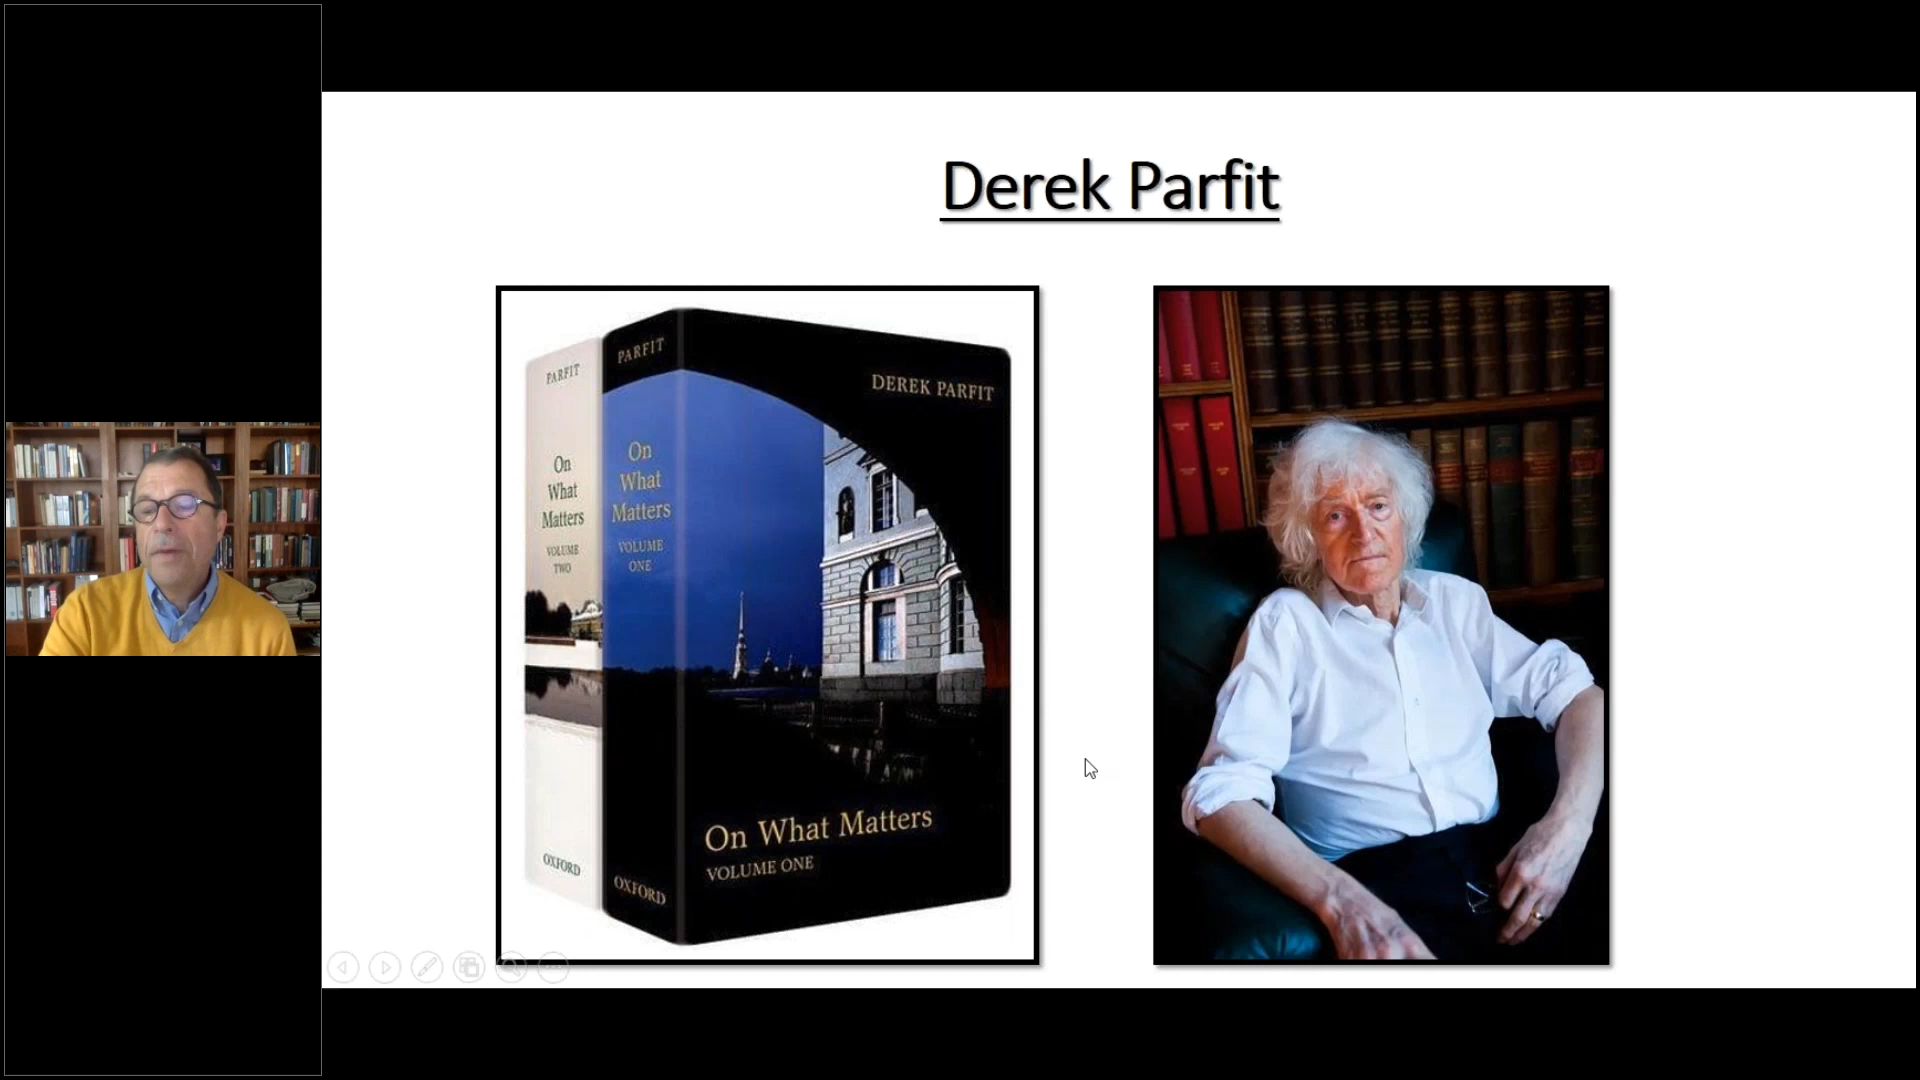 Derek Parfit
PARFIT
On
What
Matters
VOLUME
TWO
OXFORD
PARFIT
On
What
Matters
VOLUME
ONE
OXFORD
DEREK PARFIT
On What Matters
VOLUME ONE